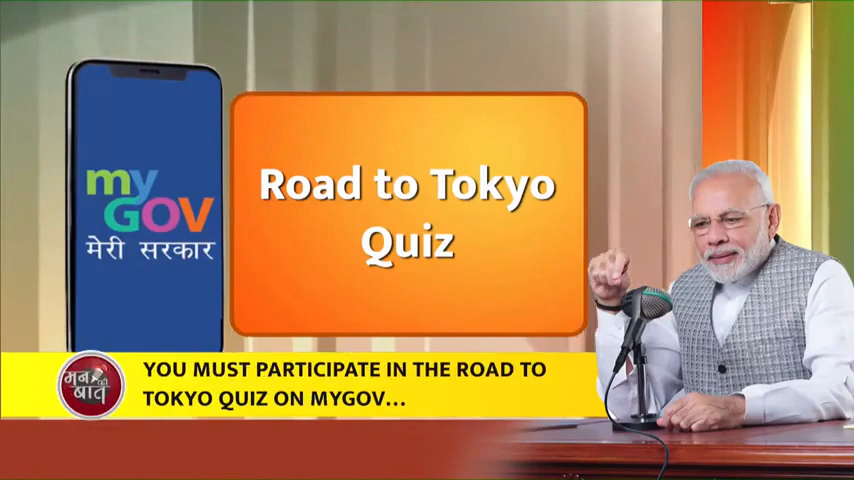 my
GOV
मेरी सरकार
Road to Tokyo
Quiz
मन
की
बात
YOU MUST PARTICIPATE IN THE ROAD TO
TOKYO QUIZ ON MYGOV...